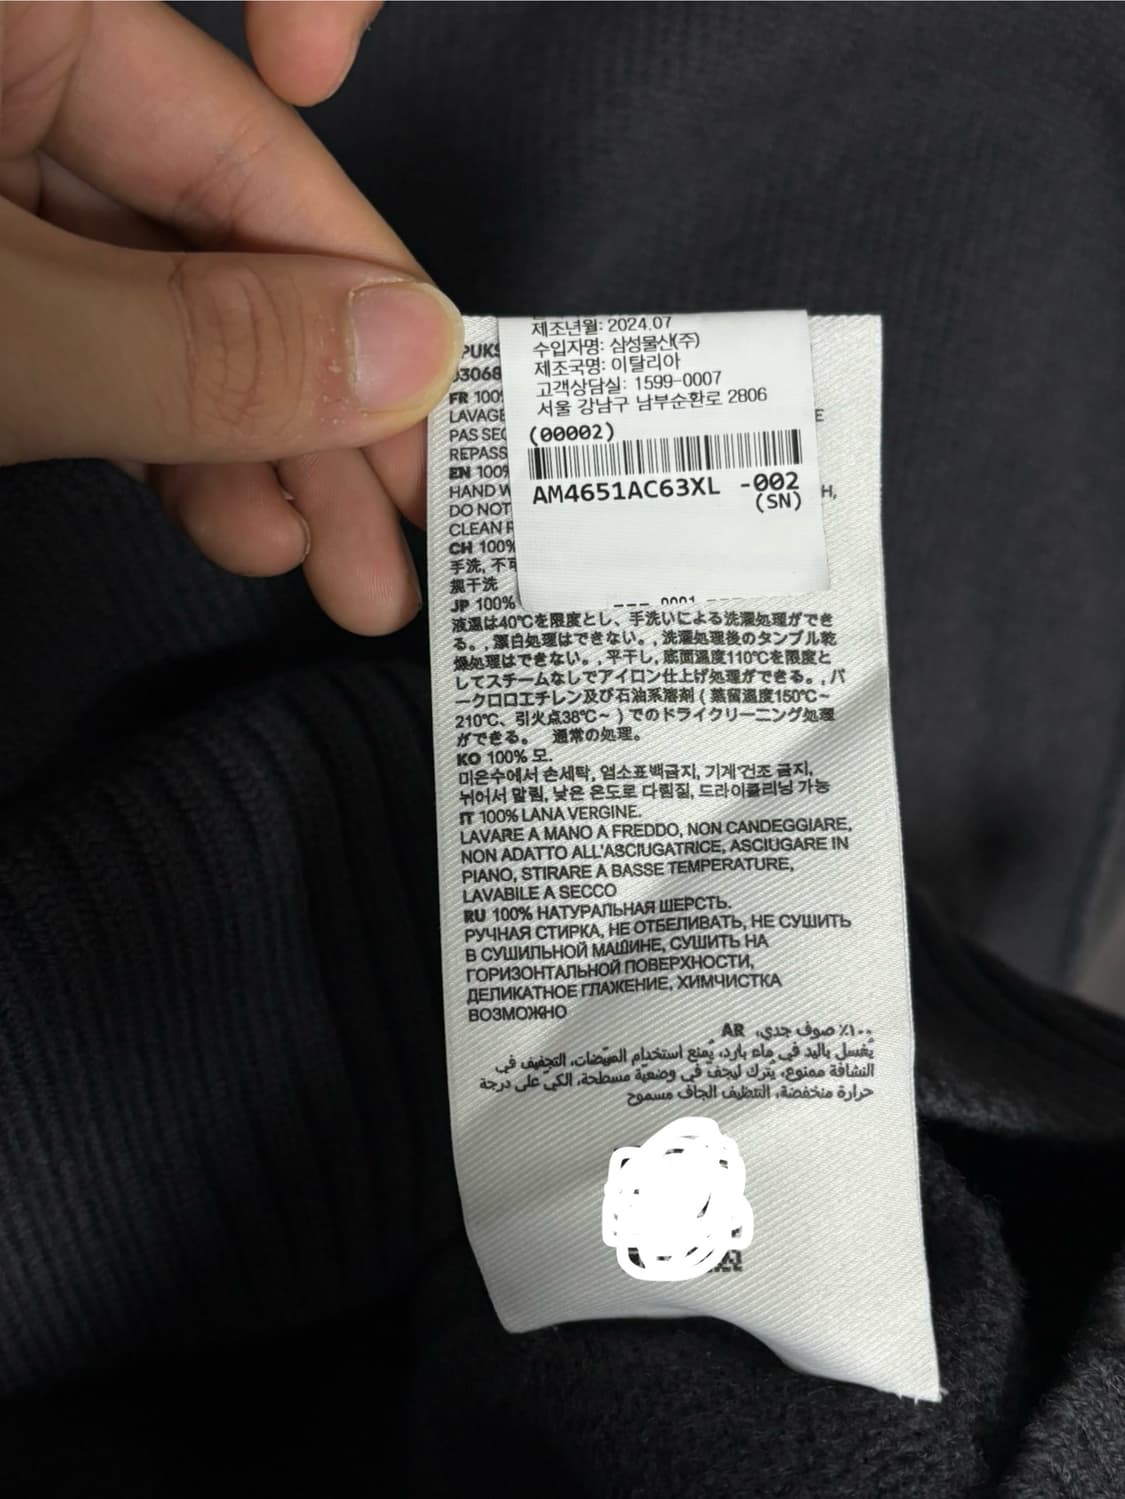 제조년월: 2024.07
수입자명: 삼성물산(주)
제조국명: 이탈리아
고객상담실: 1599-0007
서울 강남구 남부순환로 2806
(00002)
AM4651AC63XL -002
(SN)
FR 100%
LAVAGE
PAS
REPASS
EN 100%
HAND
DO NOT
CLEAN
CH 100%
手洗, 不可
规干洗
JP 100%
液温は40℃を限度とし、手洗いによる洗濯処理ができ
る。, 漂白処理はできない。, 洗濯処理後のタンブル乾
燥処理はできない。, 平干し, 底面温度110℃を限度と
してスチームなしでアイロン仕上げ処理ができる。, パ
ークロロエチレン及び石油系溶剤 ( 蒸留温度150℃~
210℃、引火点38℃~ ) でのドライクリーニング処理
ができる。 通常の処理。
KO 100% 모.
미온수에서 손세탁, 염소표백금지, 기계건조 금지,
뉘어서 말림, 낮은 온도로 다림질, 드라이클리닝 가능
IT 100% LANA VERGINE.
LAVARE A MANO A FREDDO, NON CANDEGGIARE,
NON ADATTO ALL'ASCIUGATRICE, ASCIUGARE IN
PIANO, STIRARE A BASSE TEMPERATURE,
LAVABILE A SECCO
RU 100% НАТУРАЛЬНАЯ ШЕРСТЬ.
РУЧНАЯ СТИРКА, НЕ ОТБЕЛИВАТЬ, НЕ СУШИТЬ
В СУШИЛЬНОЙ МАШИНЕ, СУШИТЬ НА
ГОРИЗОНТАЛЬНОЙ ПОВЕРХНОСТИ,
ДЕЛИКАТНОЕ ГЛАЖЕНИЕ, ХИМЧИСТКА
ВОЗМОЖНО
١٠٠٪ صوف جدي، AR
يُغسل باليد في ماء بارد، يُمنع استخدام المبيّضات، التجفيف في
النشافة ممنوع، يُترك ليجف في وضعية مسطحة، الكيّ على درجة
حرارة منخفضة، التنظيف الجاف مسموح